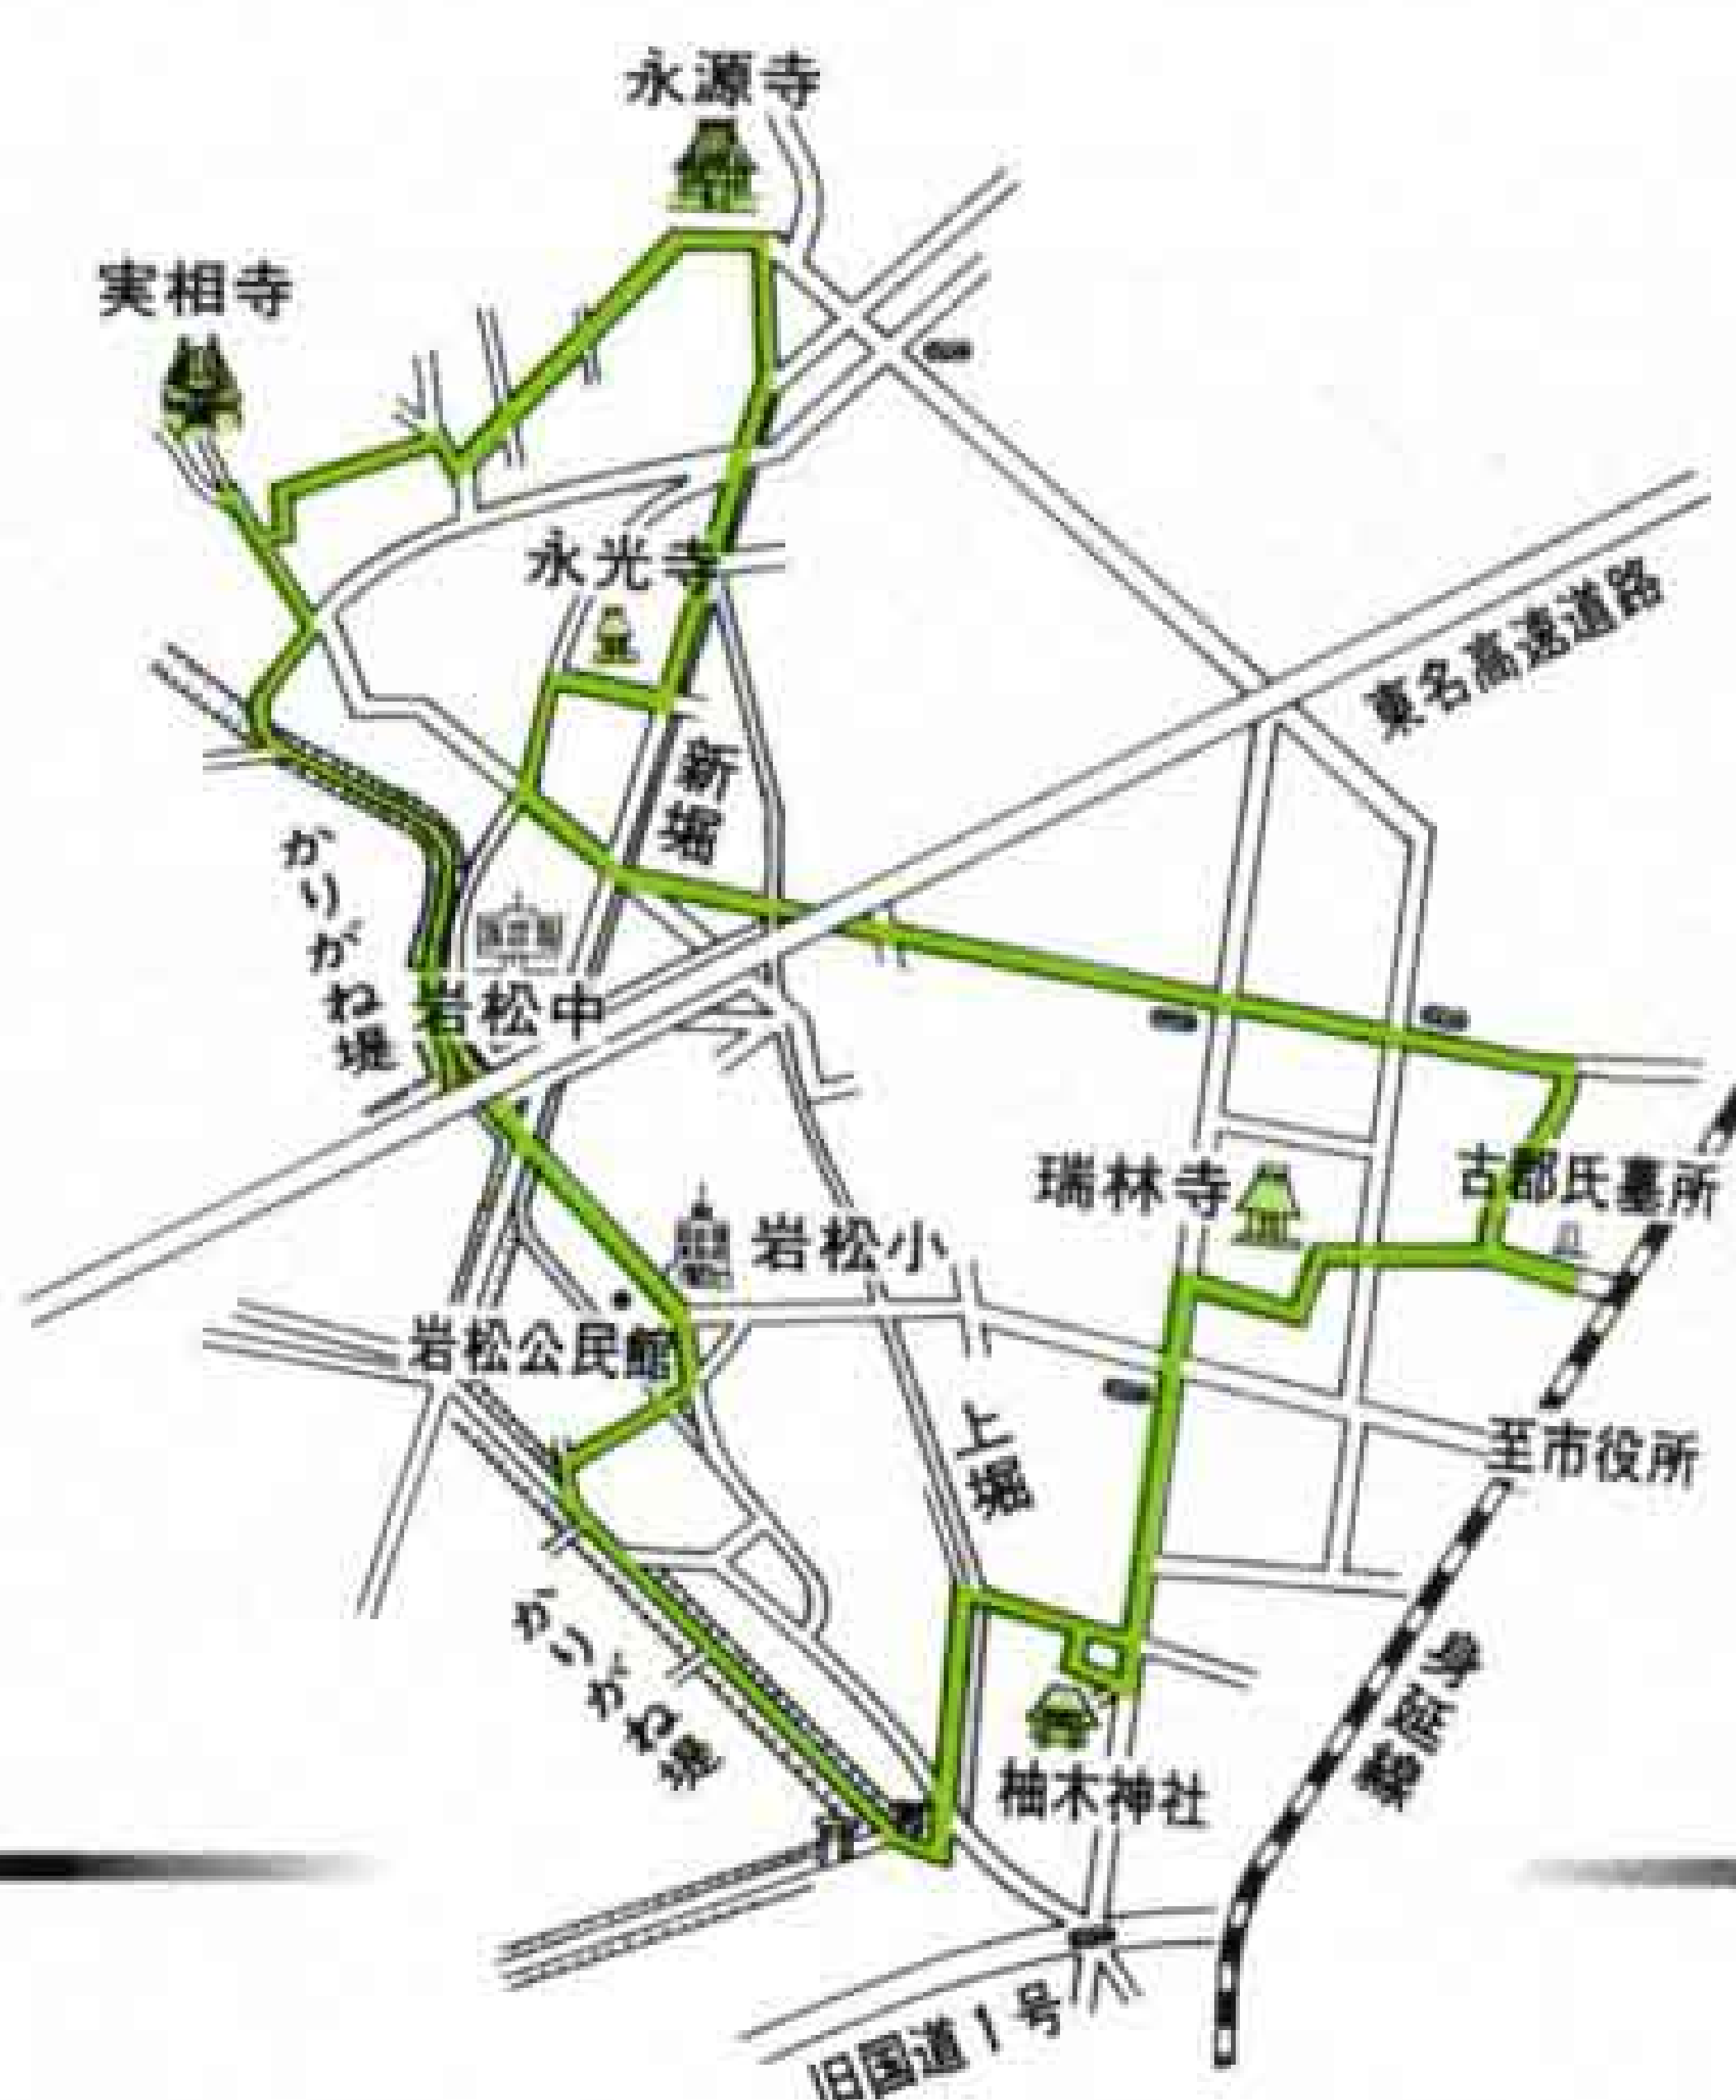 永源寺
実相寺
永光寺
東名高速道路
新堀
かりがね堤
岩松中
瑞林寺
古郡氏墓所
岩松小
岩松公民館
上堀
至市役所
かりがね堤
身延線
柚木神社
旧国道1号